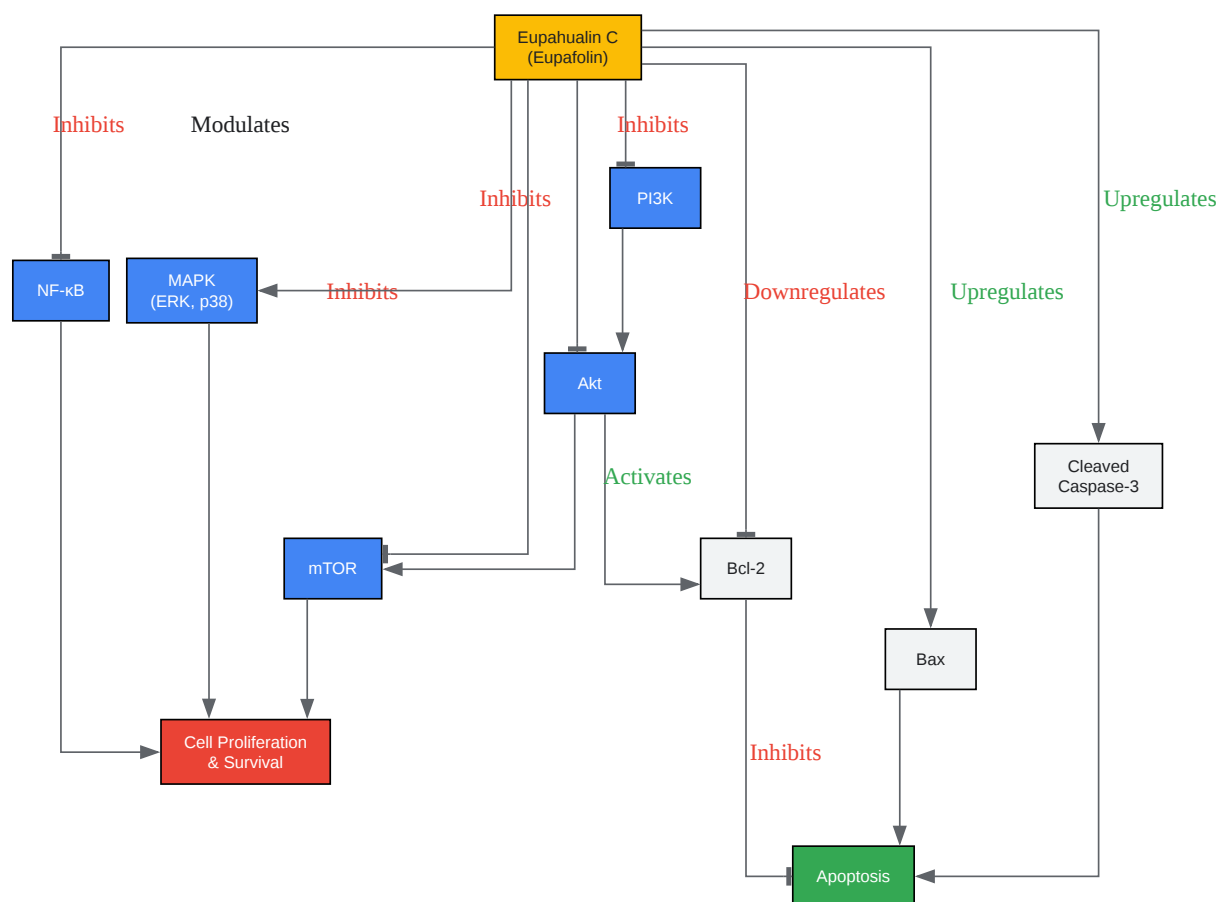 Eupahualin C
(Eupafolin)
Inhibits
Modulates
Inhibits
Inhibits
PI3K
Upregulates
NF-κB
MAPK
(ERK, p38)
Inhibits
Downregulates
Upregulates
Akt
Activates
Cleaved
Caspase-3
mTOR
Bcl-2
Bax
Cell Proliferation
& Survival
Inhibits
Apoptosis